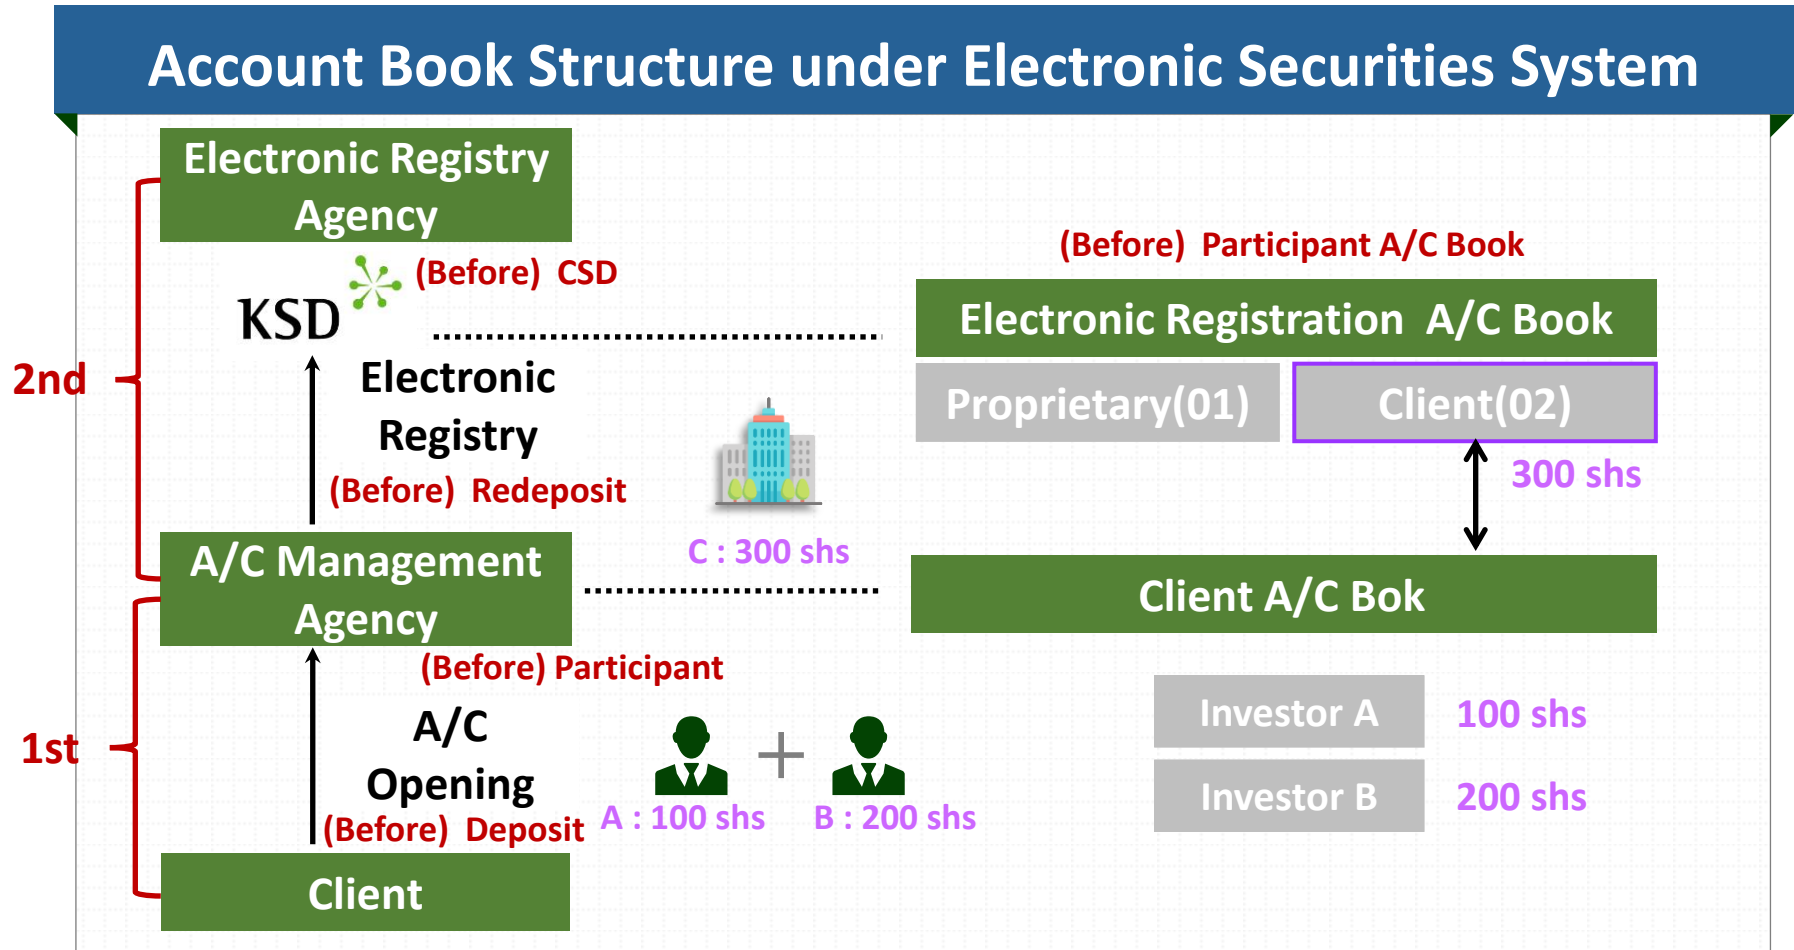 Account Book Structure under Electronic Securities System
Electronic Registry
Agency
(Before) CSD
KSD
(Before) Participant A/C Book
Electronic Registration A/C Book
Proprietary(01)
Client(02)
300 shs
2nd
Electronic
Registry
(Before) Redeposit
C : 300 shs
A/C Management
Agency
(Before) Participant
Client A/C Bok
1st
A/C
Opening
(Before) Deposit
A : 100 shs
B : 200 shs
Investor A
100 shs
Investor B
200 shs
Client